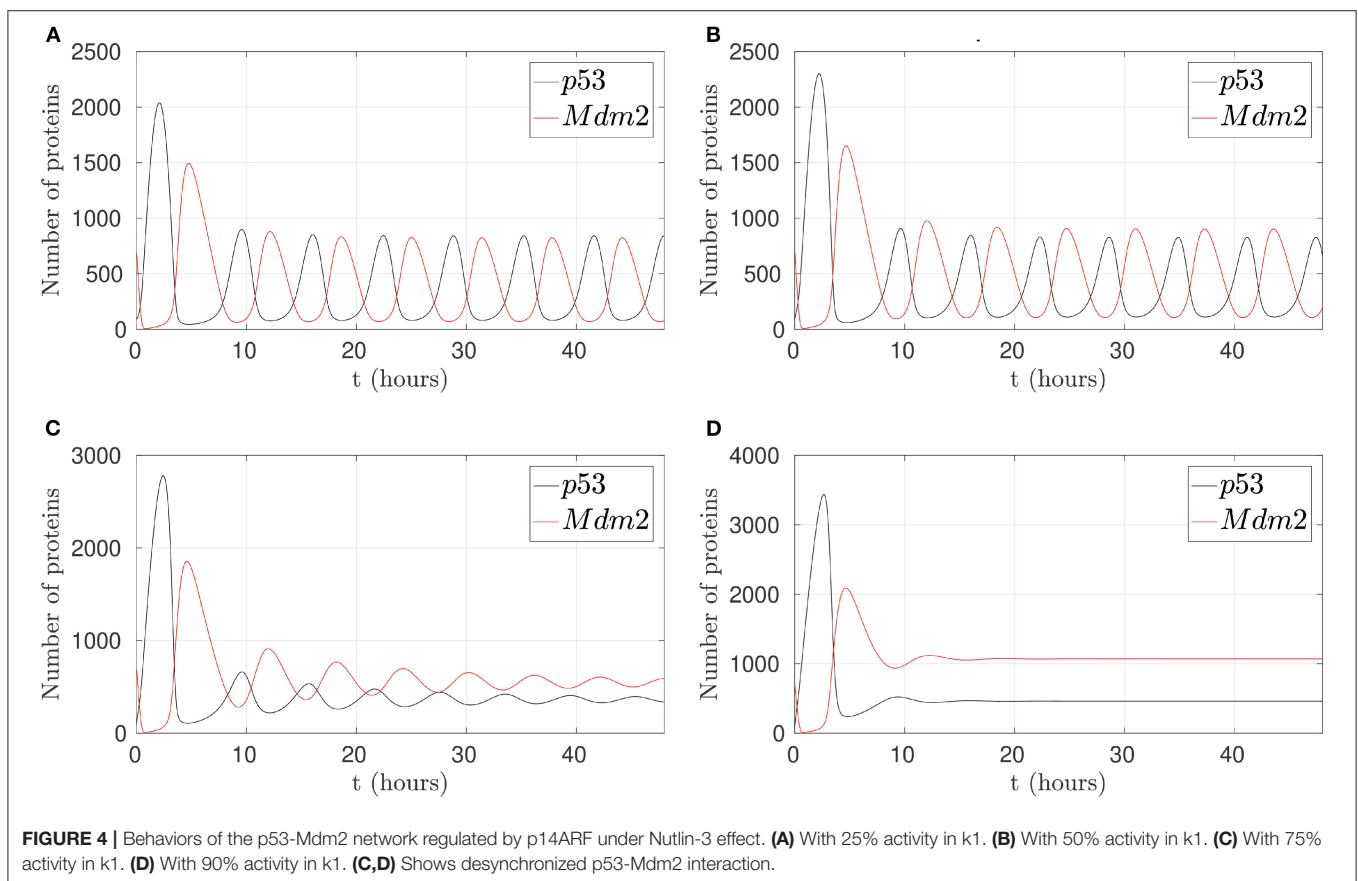 A
2500
2000
1500
1000
500
0
Number of proteins
0 10 20 30 40
t (hours)
p53
Mdm2
B
2500
2000
1500
1000
500
0
Number of proteins
0 10 20 30 40
t (hours)
p53
Mdm2
C
3000
2000
1000
0
Number of proteins
0 10 20 30 40
t (hours)
p53
Mdm2
D
4000
3000
2000
1000
0
Number of proteins
0 10 20 30 40
t (hours)
p53
Mdm2
FIGURE 4 | Behaviors of the p53-Mdm2 network regulated by p14ARF under Nutlin-3 effect. (A) With 25% activity in k1. (B) With 50% activity in k1. (C) With 75%
activity in k1. (D) With 90% activity in k1. (C,D) Shows desynchronized p53-Mdm2 interaction.